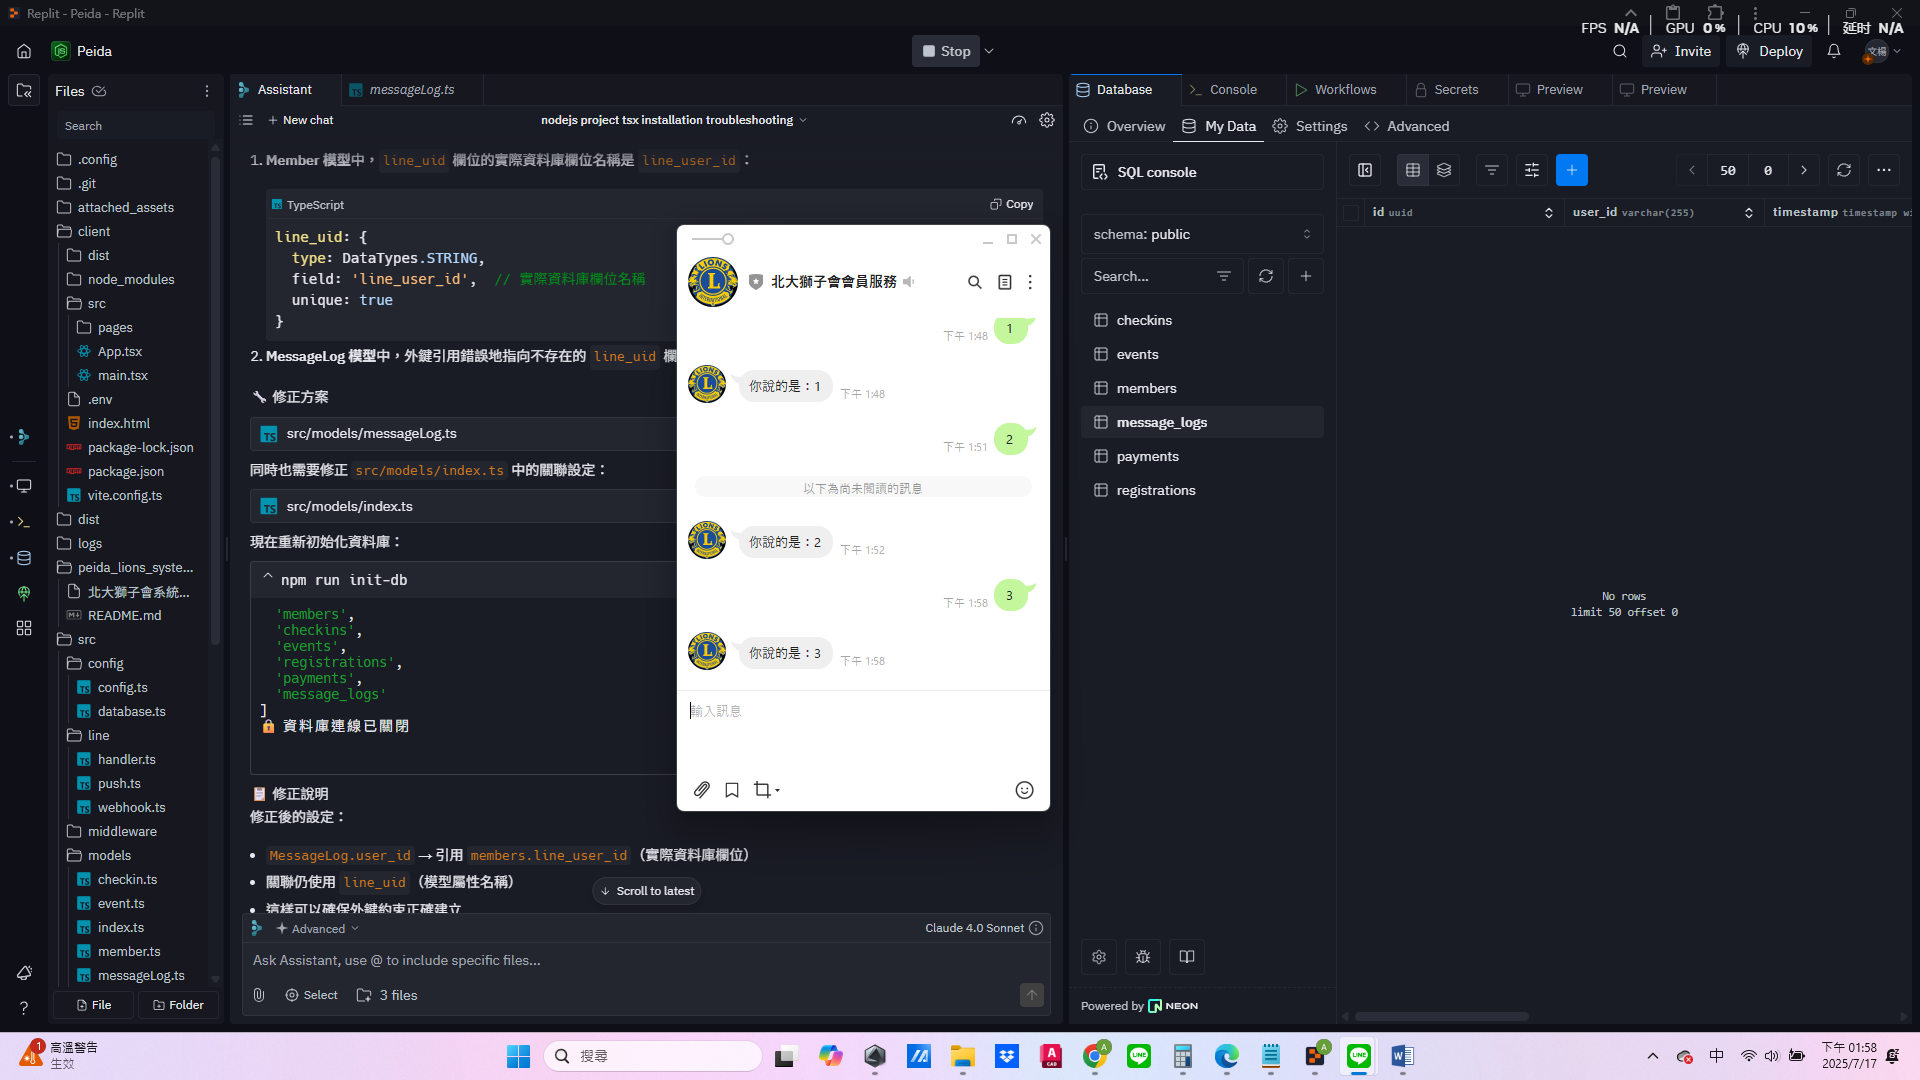 Replit - Peida - Replit
FPS N/A GPU 0% CPU 10% 延时 N/A
Peida
Stop
Invite
Deploy
文楊
Files
Search
.config
.git
attached_assets
client
dist
node_modules
src
pages
App.tsx
main.tsx
.env
index.html
package-lock.json
package.json
vite.config.ts
dist
logs
peida_lions_syste...
北大獅子會系統...
README.md
src
config
config.ts
database.ts
line
handler.ts
push.ts
webhook.ts
middleware
models
checkin.ts
event.ts
index.ts
member.ts
messageLog.ts
File
Folder
Assistant
messageLog.ts
New chat
nodejs project tsx installation troubleshooting
1. Member 模型中，line_uid 欄位的實際資料庫欄位名稱是 line_user_id：
TypeScript
Copy
line_uid: {
type: DataTypes.STRING,
field: 'line_user_id', // 實際資料庫欄位名稱
unique: true
}
2. MessageLog 模型中，外鍵引用錯誤地指向不存在的 line_uid 欄
🔧 修正方案
src/models/messageLog.ts
同時也需要修正 src/models/index.ts 中的關聯設定：
src/models/index.ts
現在重新初始化資料庫：
npm run init-db
'members',
'checkins',
'events',
'registrations',
'payments',
'message_logs'
]
🔒 資料庫連線已關閉
📋 修正說明
修正後的設定：
MessageLog.user_id → 引用 members.line_user_id（實際資料庫欄位）
關聯仍使用 line_uid（模型屬性名稱）
這樣可以確保外鍵約束正確建立
Scroll to latest
Advanced
Claude 4.0 Sonnet
Ask Assistant, use @ to include specific files...
Select
3 files
北大獅子會會員服務
下午 1:48 1
你說的是：1 下午 1:48
下午 1:51 2
以下為尚未閱讀的訊息
你說的是：2 下午 1:52
下午 1:58 3
你說的是：3 下午 1:58
輸入訊息
Database
Console
Workflows
Secrets
Preview
Preview
Overview
My Data
Settings
Advanced
SQL console
schema: public
Search...
checkins
events
members
message_logs
payments
registrations
50
0
id uuid
user_id varchar(255)
timestamp timestamp wi
No rows
limit 50 offset 0
Powered by NEON
1
高溫警告
生效
搜尋
中
下午 01:58
2025/7/17